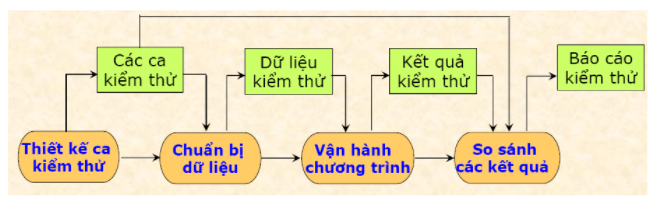 Các ca
kiểm thử
Dữ liệu
kiểm thử
Kết quả
kiểm thử
Báo cáo
kiểm thử
Thiết kế ca
kiểm thử
Chuẩn bị
dữ liệu
Vận hành
chương trình
So sánh
các kết quả